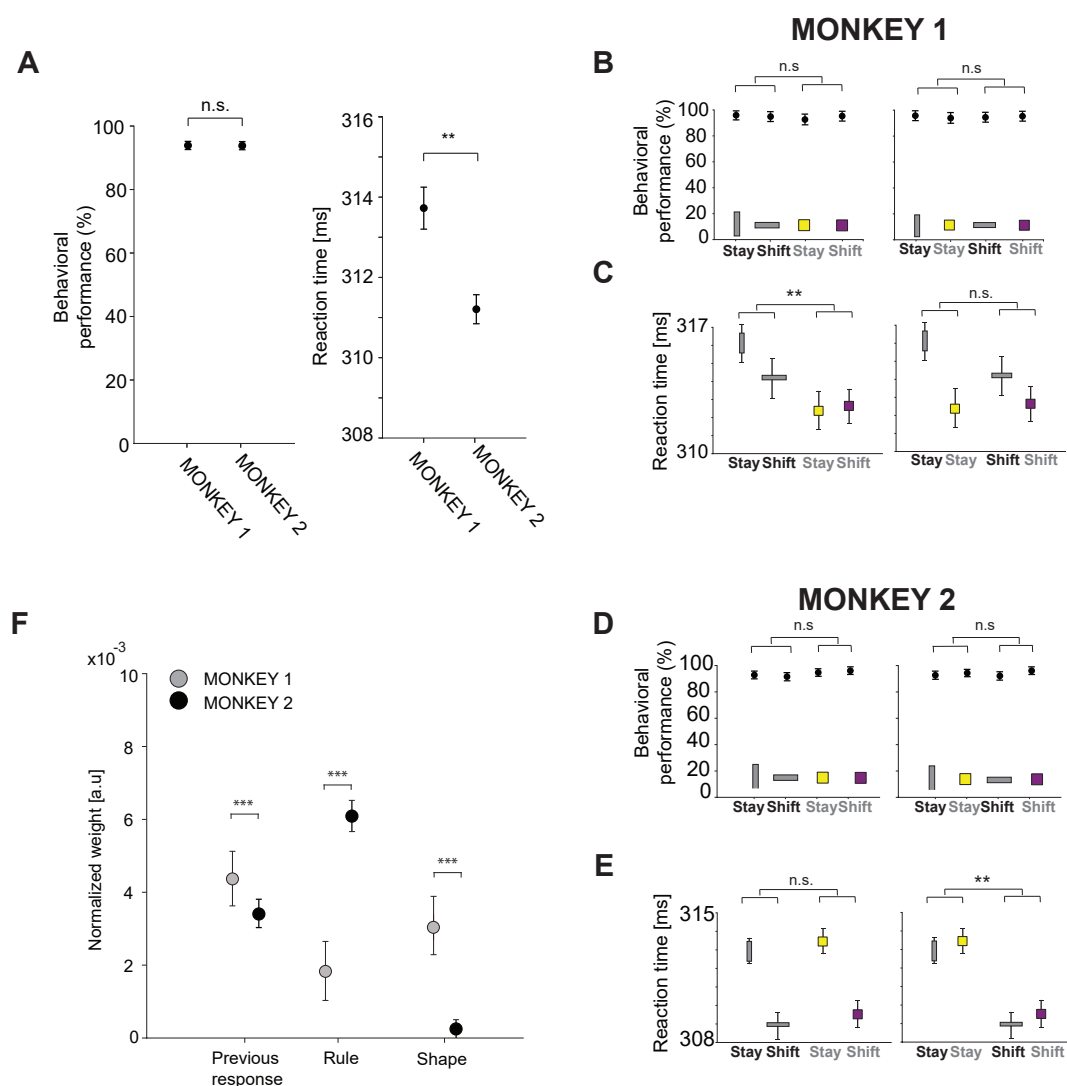 MONKEY 1
A
n.s.
100
80
60
40
20
0
Behavioral
performance (%)
MONKEY 1
MONKEY 2
316
314
312
311
310
308
**
Reaction time [ms]
MONKEY 1
MONKEY 2
B
n.s
n.s
100
80
60
40
20
0
Behavioral
performance (%)
Stay Shift Stay Shift
Stay Stay Shift Shift
C
**
n.s.
317
310
Reaction time [ms]
Stay Shift Stay Shift
Stay Stay Shift Shift
MONKEY 2
D
n.s
n.s
100
80
60
40
20
0
Behavioral
performance (%)
Stay Shift Stay Shift
Stay Stay Shift Shift
E
n.s.
**
315
308
Reaction time [ms]
Stay Shift Stay Shift
Stay Stay Shift Shift
F
x10-3
10
8
6
4
2
0
Normalized weight [a.u]
MONKEY 1
MONKEY 2
***
***
***
Previous
response
Rule
Shape